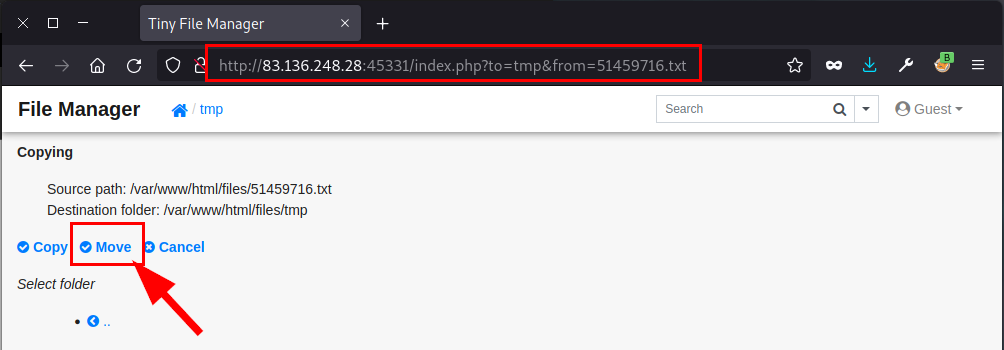 Tiny File Manager
http://83.136.248.28:45331/index.php?to=tmp&from=51459716.txt
B
File Manager / tmp Search Guest
Copying
Source path: /var/www/html/files/51459716.txt
Destination folder: /var/www/html/files/tmp
Copy Move Cancel
Select folder
..